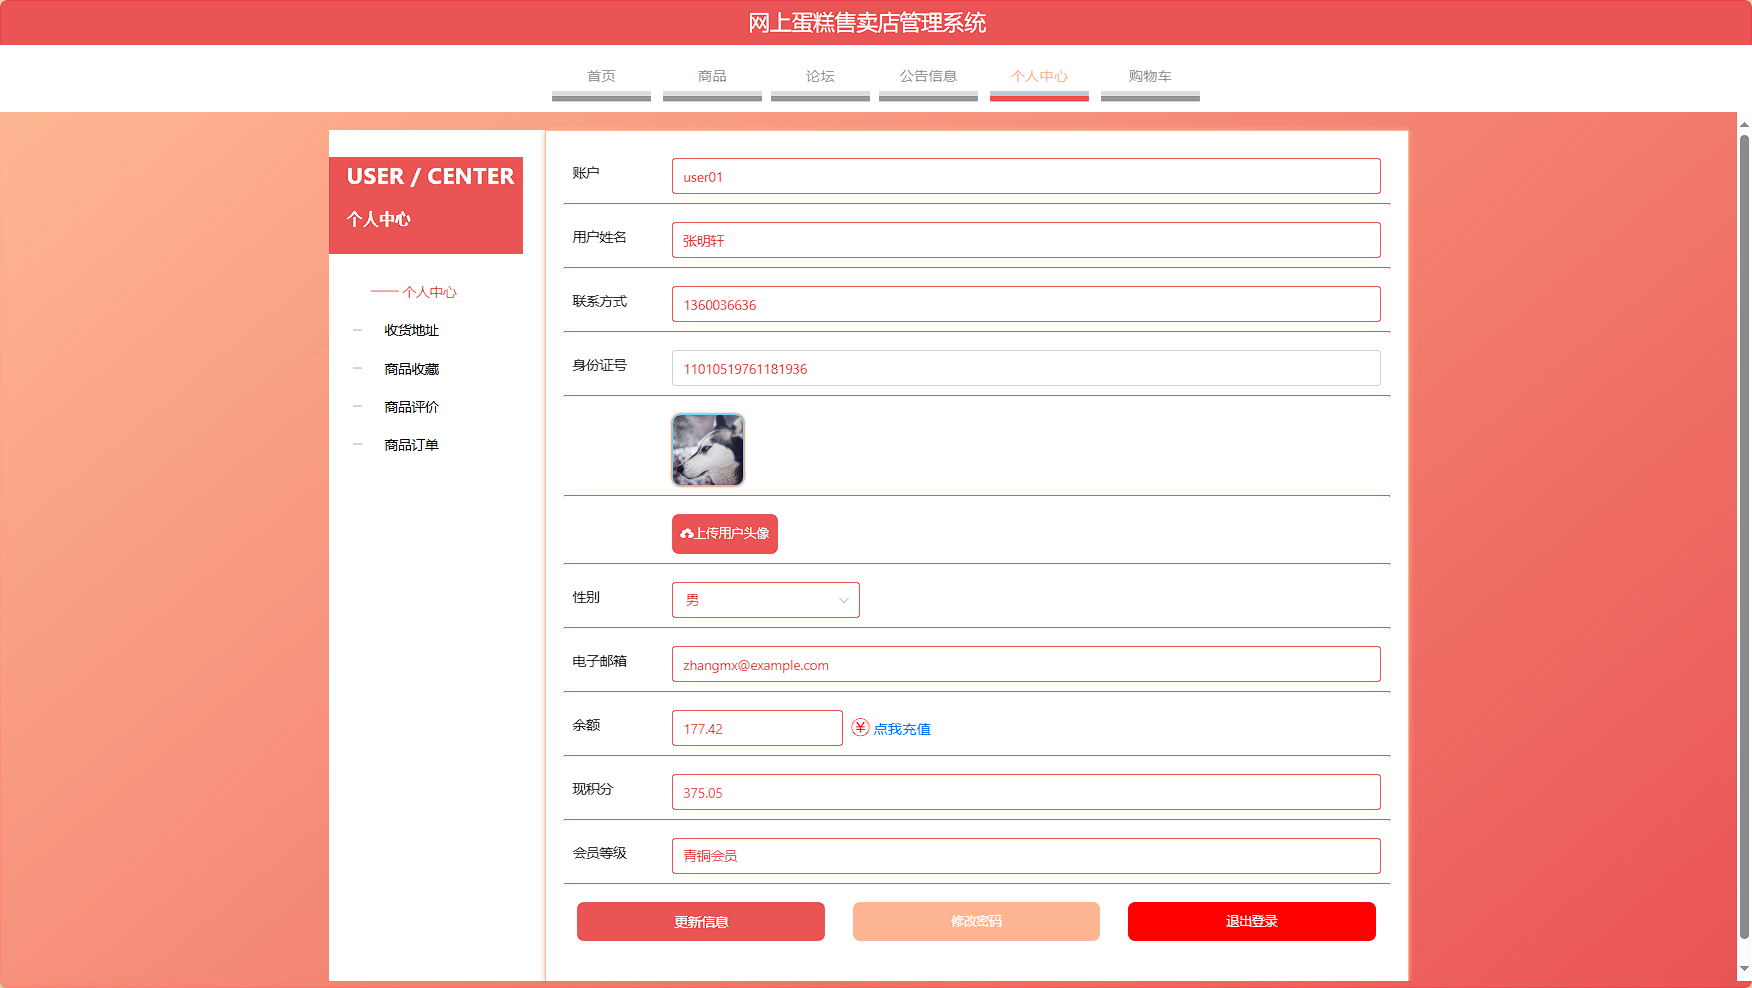 网上蛋糕售卖店管理系统
首页
商品
论坛
公告信息
个人中心
购物车
USER / CENTER
个人中心
个人中心
收货地址
商品收藏
商品评价
商品订单
账户 user01
用户姓名 张明轩
联系方式 1360036636
身份证号 11010519761181936
上传用户头像
性别 男
电子邮箱 zhangmx@example.com
余额 177.42 ¥ 点我充值
现积分 375.05
会员等级 青铜会员
更新信息
修改密码
退出登录